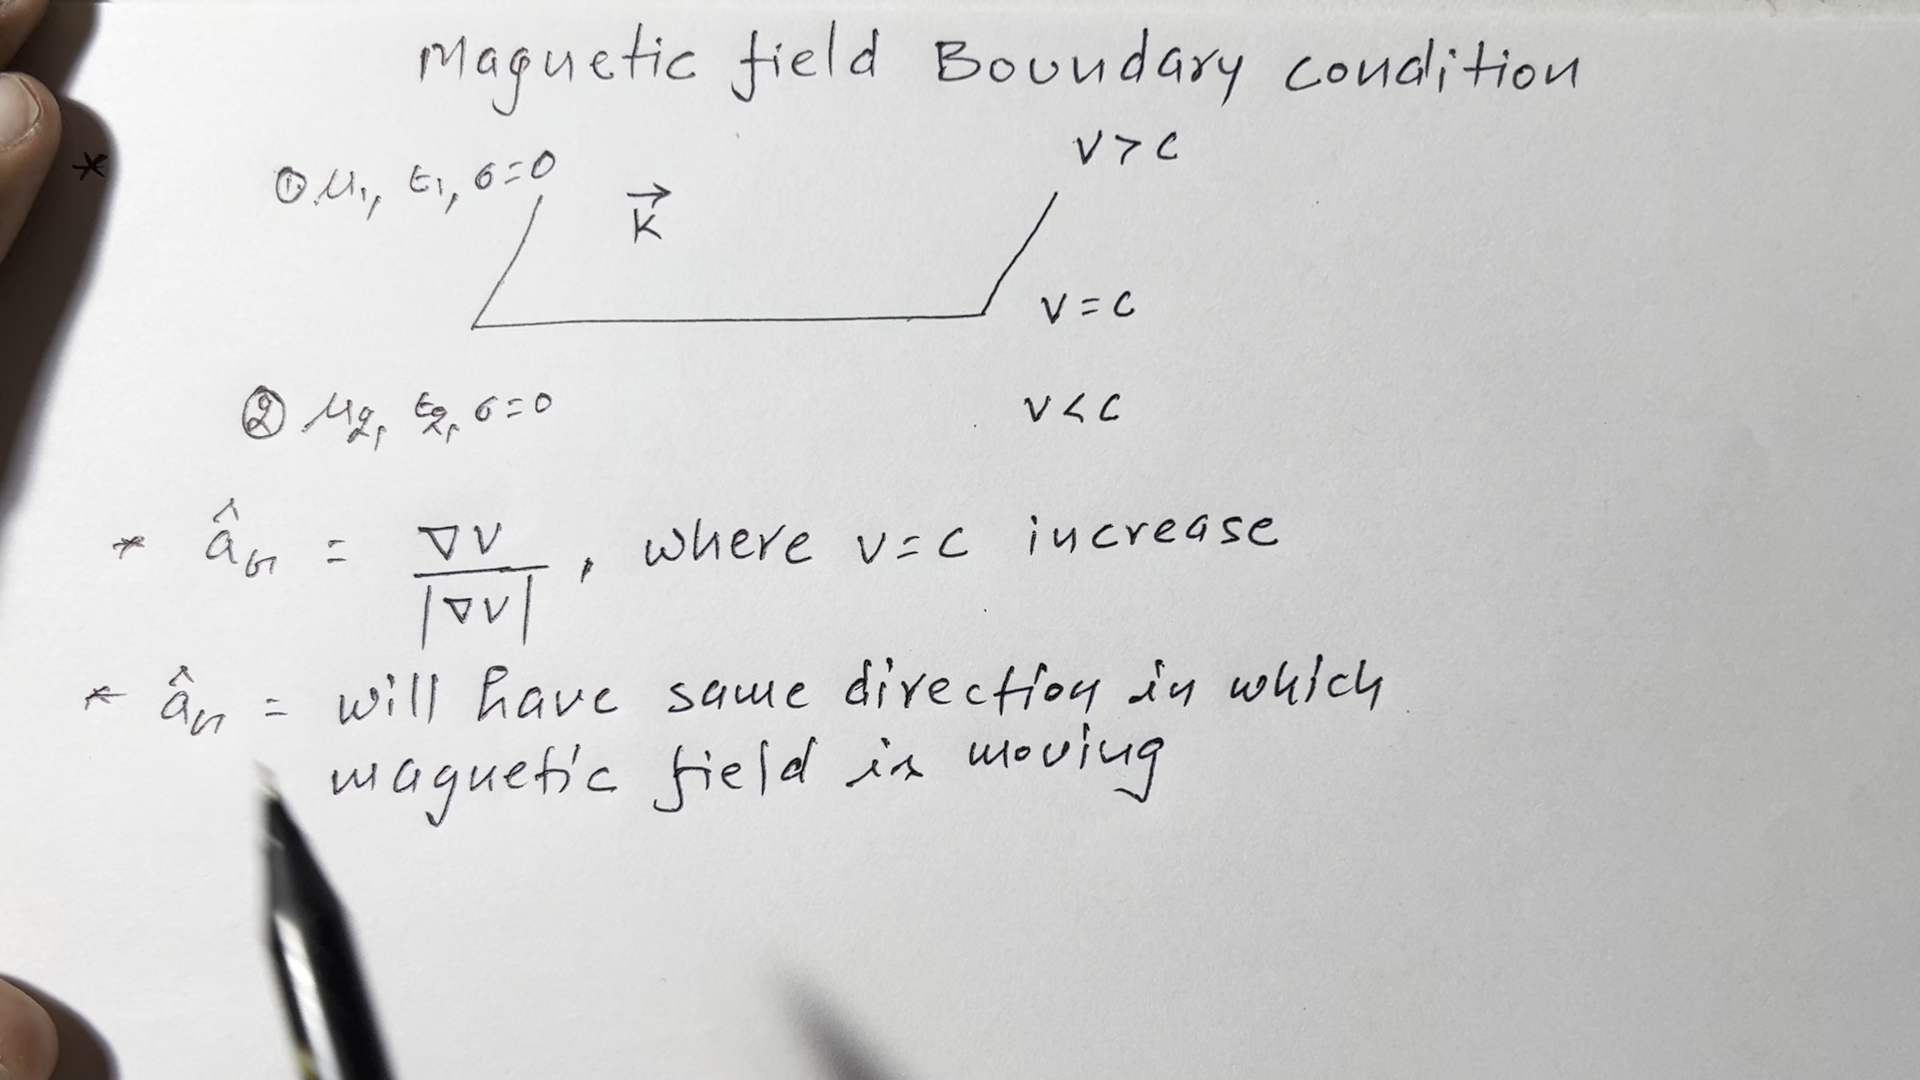 Magnetic field Boundary condition
V > C
* ① μ₁, ε₁, σ=0
K⃗
V = C
② μ₂, ε₂, σ=0
V < C
* âₙ = ∇V / |∇V| , where V=C increase
* âₙ = will have same direction in which
magnetic field is moving